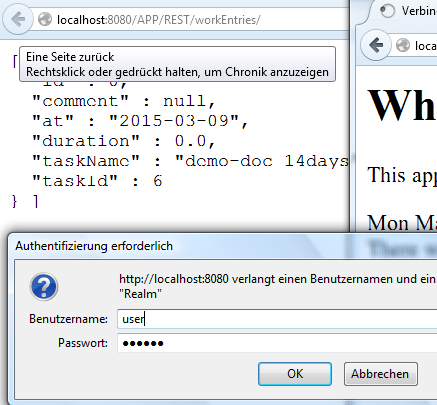 localhost:8080/APP/REST/workEntries/
Eine Seite zurück
Rechtsklick oder gedrückt halten, um Chronik anzuzeigen
[
"id" : 0,
"comment" : null,
"at" : "2015-03-09",
"duration" : 0.0,
"taskName" : "demo-doc 14days
"taskId" : 6
} ]
Verbin
loc
Wh
This app
Mon Ma
There w
Authentifizierung erforderlich
http://localhost:8080 verlangt einen Benutzernamen und ein
"Realm"
Benutzername: user
Passwort: ••••••
OK Abbrechen